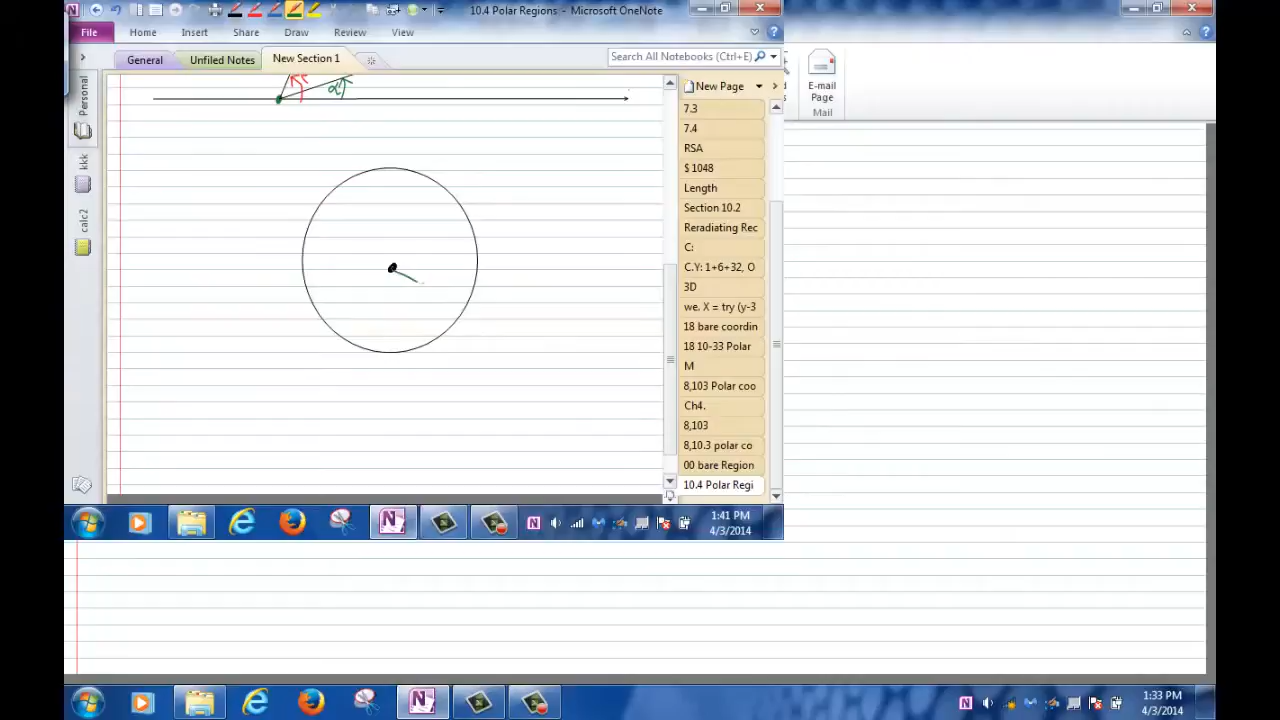 10.4 Polar Regions - Microsoft OneNote
File Home Insert Share Draw Review View
General Unfiled Notes New Section 1 Search All Notebooks (Ctrl+E)
Personal
kkk
calc2
α
New Page
7.3
7.4
RSA
$ 1048
Length
Section 10.2
Reradiating Rec
C:
C.Y: 1+6+32, O
3D
we. X = try (y-3
18 bare coordin
18 10-33 Polar
M
8,103 Polar coo
Ch4.
8,103
8,10.3 polar co
00 bare Region
10.4 Polar Regi
1:41 PM
4/3/2014
E-mail
Page
Mail
1:33 PM
4/3/2014